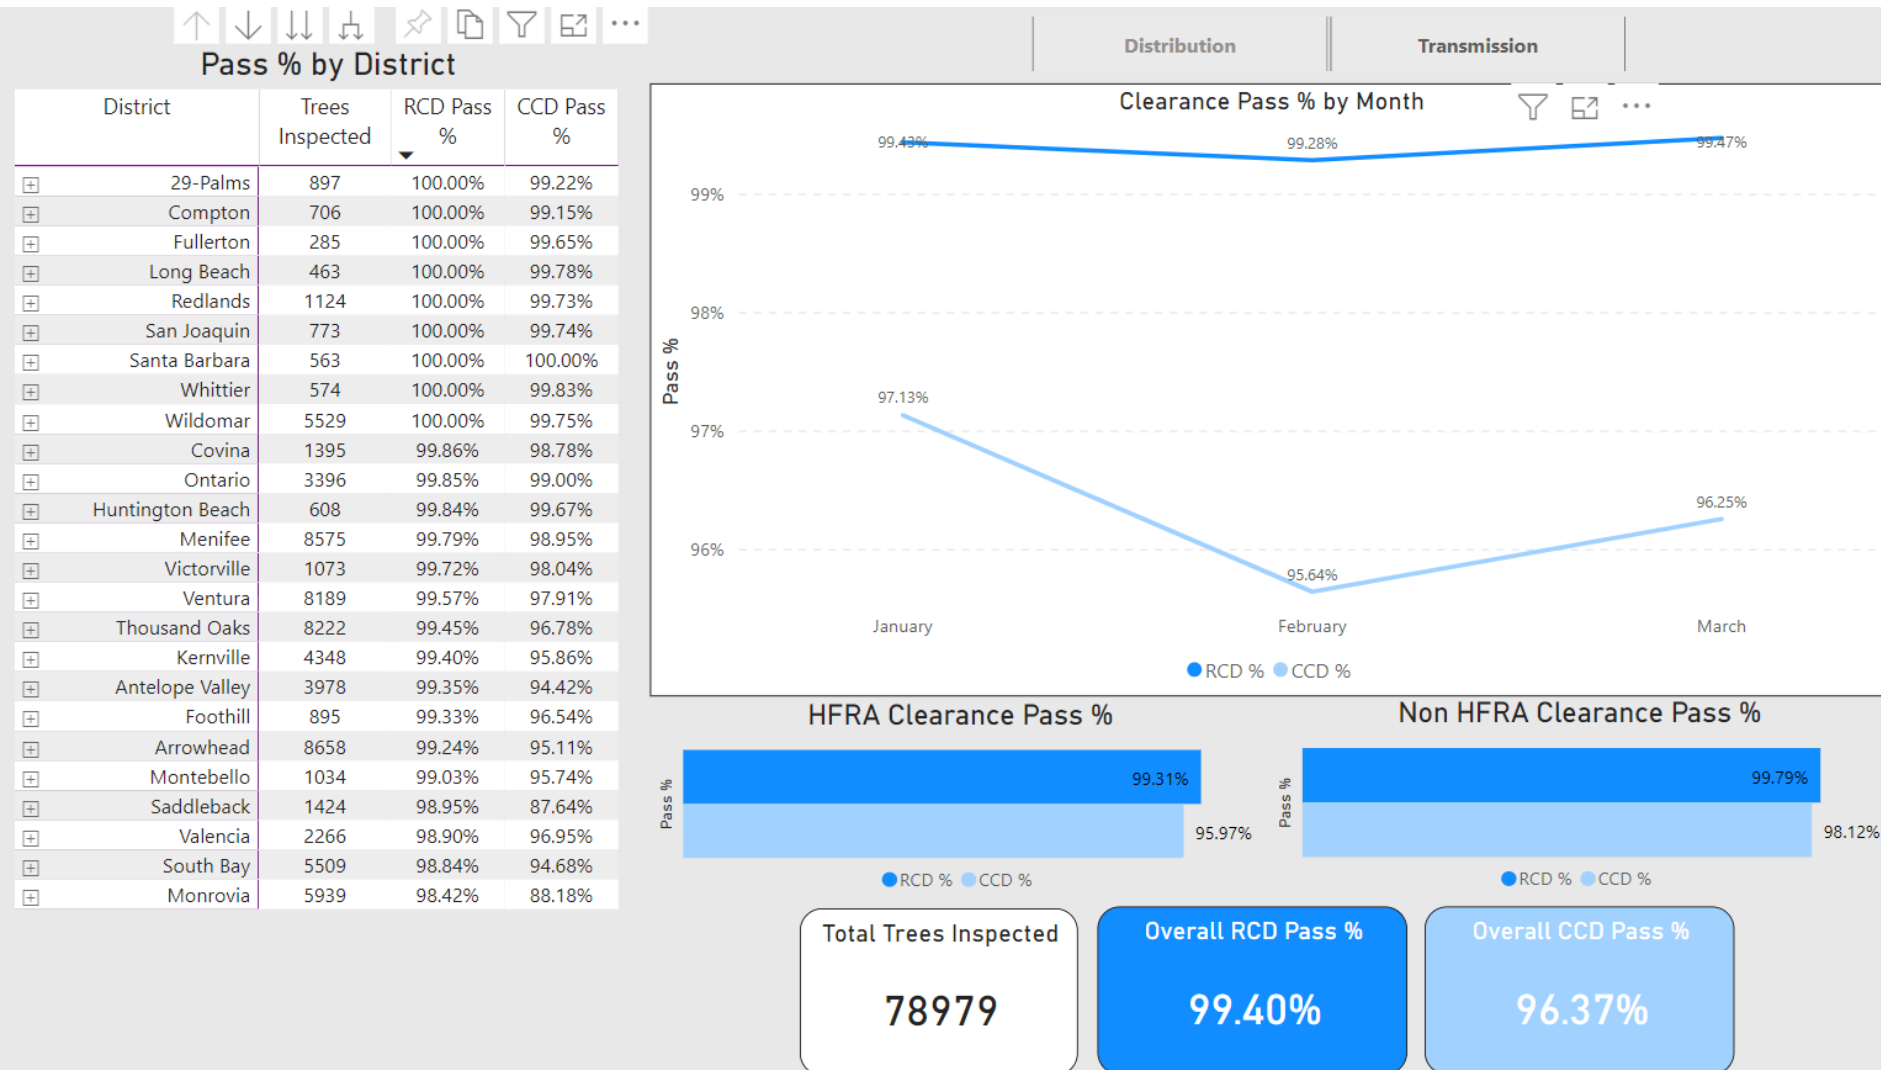 Pass % by District
District Trees Inspected RCD Pass % CCD Pass %
29-Palms 897 100.00% 99.22%
Compton 706 100.00% 99.15%
Fullerton 285 100.00% 99.65%
Long Beach 463 100.00% 99.78%
Redlands 1124 100.00% 99.73%
San Joaquin 773 100.00% 99.74%
Santa Barbara 563 100.00% 100.00%
Whittier 574 100.00% 99.83%
Wildomar 5529 100.00% 99.75%
Covina 1395 99.86% 98.78%
Ontario 3396 99.85% 99.00%
Huntington Beach 608 99.84% 99.67%
Menifee 8575 99.79% 98.95%
Victorville 1073 99.72% 98.04%
Ventura 8189 99.57% 97.91%
Thousand Oaks 8222 99.45% 96.78%
Kernville 4348 99.40% 95.86%
Antelope Valley 3978 99.35% 94.42%
Foothill 895 99.33% 96.54%
Arrowhead 8658 99.24% 95.11%
Montebello 1034 99.03% 95.74%
Saddleback 1424 98.95% 87.64%
Valencia 2266 98.90% 96.95%
South Bay 5509 98.84% 94.68%
Monrovia 5939 98.42% 88.18%
Distribution Transmission
Clearance Pass % by Month
99.43% 99.28% 99.47%
99%
98%
Pass %
97.13%
97%
96.25%
96%
95.64%
January February March
RCD % CCD %
HFRA Clearance Pass %
Pass %
99.31%
95.97%
RCD % CCD %
Non HFRA Clearance Pass %
Pass %
99.79%
98.12%
RCD % CCD %
Total Trees Inspected
78979
Overall RCD Pass %
99.40%
Overall CCD Pass %
96.37%